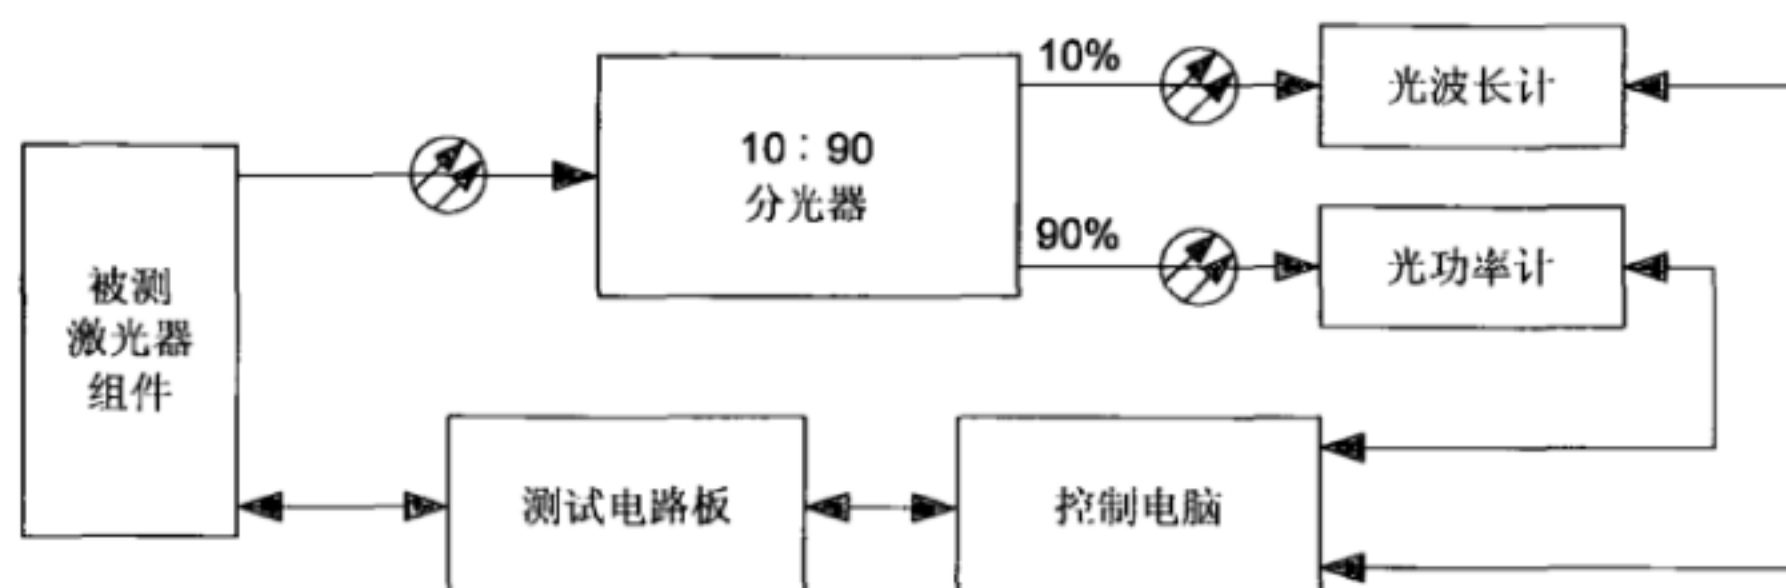 10%
光波长计
10：90
分光器
90%
光功率计
被测
激光器
组件
测试电路板
控制电脑